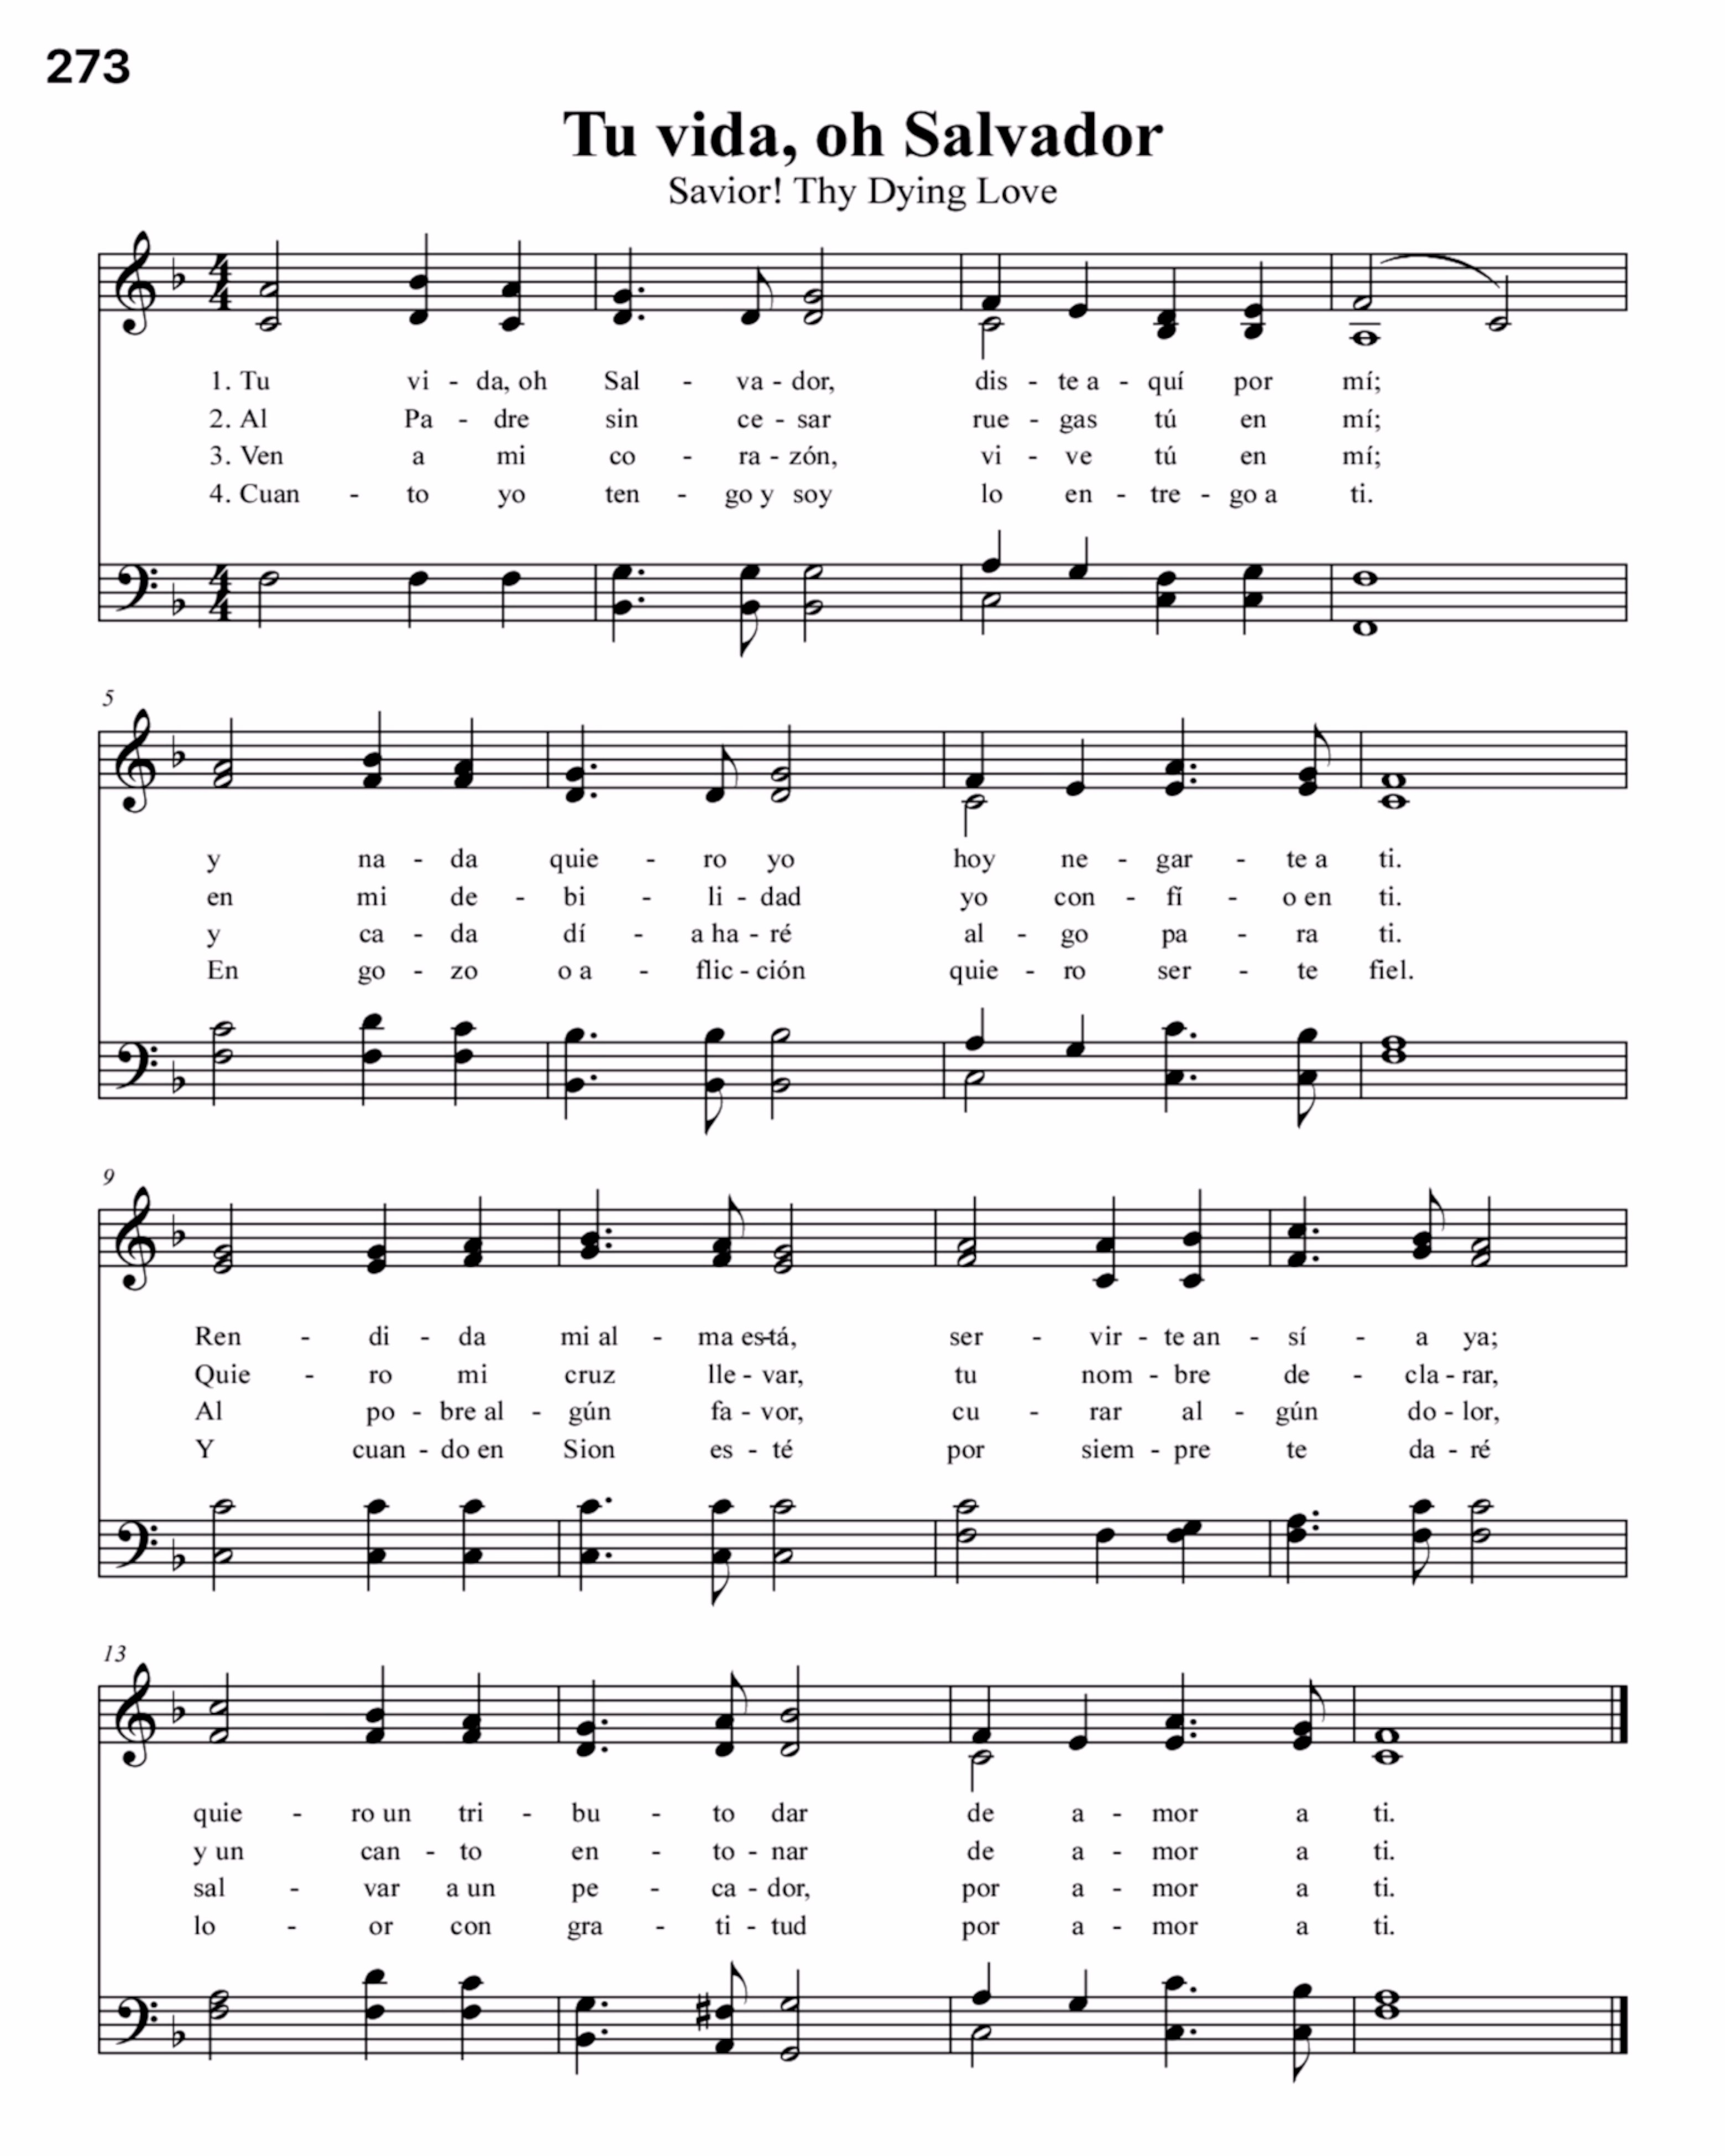 273
Tu vida, oh Salvador
Savior! Thy Dying Love
1. Tu vi - da, oh Sal - va - dor, dis - te a - quí por mí;
2. Al Pa - dre sin ce - sar rue - gas tú en mí;
3. Ven a mi co - ra - zón, vi - ve tú en mí;
4. Cuan - to yo ten - go y soy lo en - tre - go a ti.
5
y na - da quie - ro yo hoy ne - gar - te a ti.
en mi de - bi - li - dad yo con - fí - o en ti.
y ca - da dí - a ha - ré al - go pa - ra ti.
En go - zo o a - flic - ción quie - ro ser - te fiel.
9
Ren - di - da mi al - ma es - tá, ser - vir - te an - sí - a ya;
Quie - ro mi cruz lle - var, tu nom - bre de - cla - rar,
Al po - bre al - gún fa - vor, cu - rar al - gún do - lor,
Y cuan - do en Sion es - té por siem - pre te da - ré
13
quie - ro un tri - bu - to dar de a - mor a ti.
y un can - to en - to - nar de a - mor a ti.
sal - var a un pe - ca - dor, por a - mor a ti.
lo - or con gra - ti - tud por a - mor a ti.